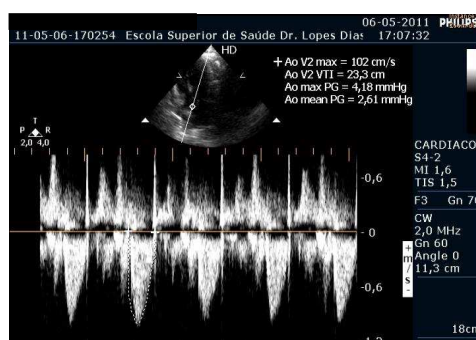 06-05-2011 PHILIPS
11-05-06-170254 Escola Superior de Saúde Dr. Lopes Dias 17:07:32
HD
+ Ao V2 max = 102 cm/s
Ao V2 VTI = 23,3 cm
Ao max PG = 4,18 mmHg
Ao mean PG = 2,61 mmHg
T
P R
2,0 4,0
CARDIACO
S4-2
MI 1,6
TIS 1,5
F3 Gn 70
CW
2,0 MHz
Gn 60
Angle 0
11,3 cm
18cm
-0,6
-0
-0,6
+ m/s -